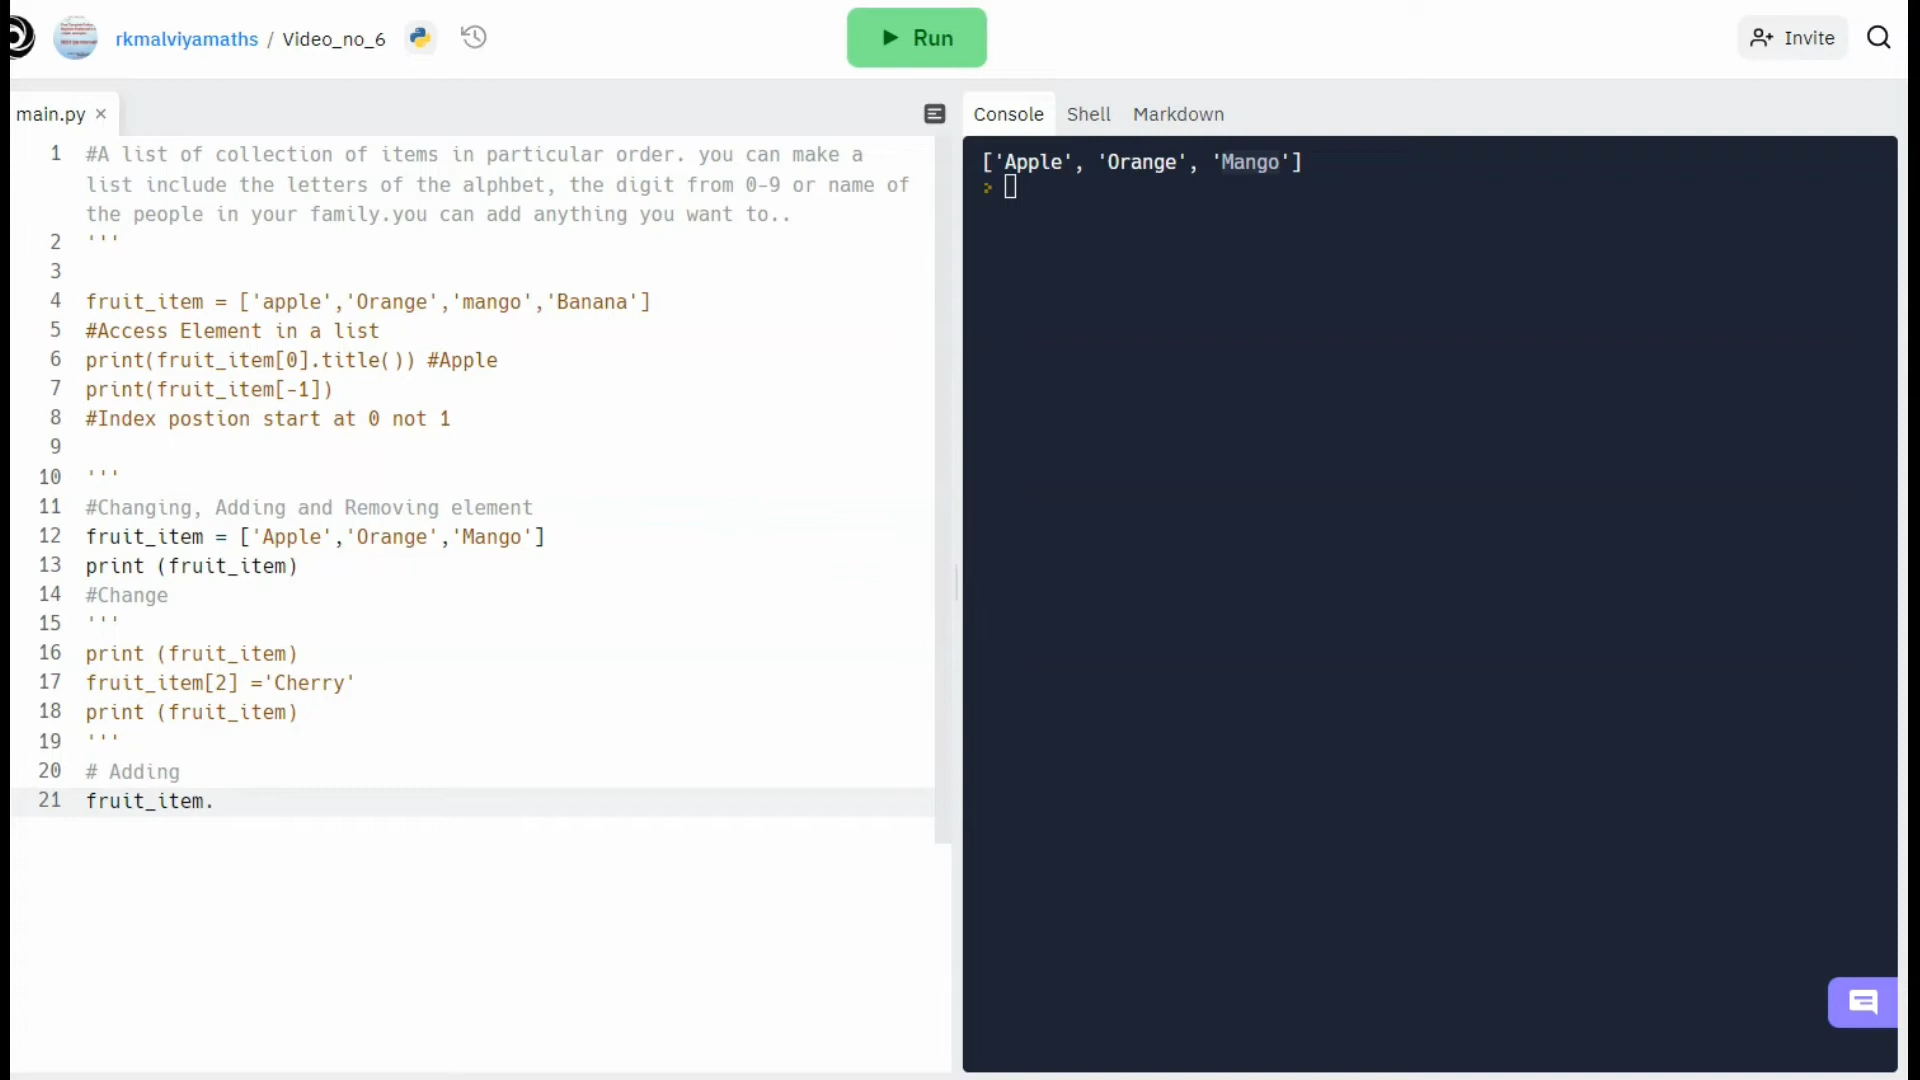 rkmalviyamaths / Video_no_6
Run
Invite
main.py ×
Console Shell Markdown
1 #A list of collection of items in particular order. you can make a
list include the letters of the alphbet, the digit from 0-9 or name of
the people in your family.you can add anything you want to..
2 '''
3
4 fruit_item = ['apple','Orange','mango','Banana']
5 #Access Element in a list
6 print(fruit_item[0].title()) #Apple
7 print(fruit_item[-1])
8 #Index postion start at 0 not 1
9
10 '''
11 #Changing, Adding and Removing element
12 fruit_item = ['Apple','Orange','Mango']
13 print (fruit_item)
14 #Change
15 '''
16 print (fruit_item)
17 fruit_item[2] ='Cherry'
18 print (fruit_item)
19 '''
20 # Adding
21 fruit_item.
['Apple', 'Orange', 'Mango']
>